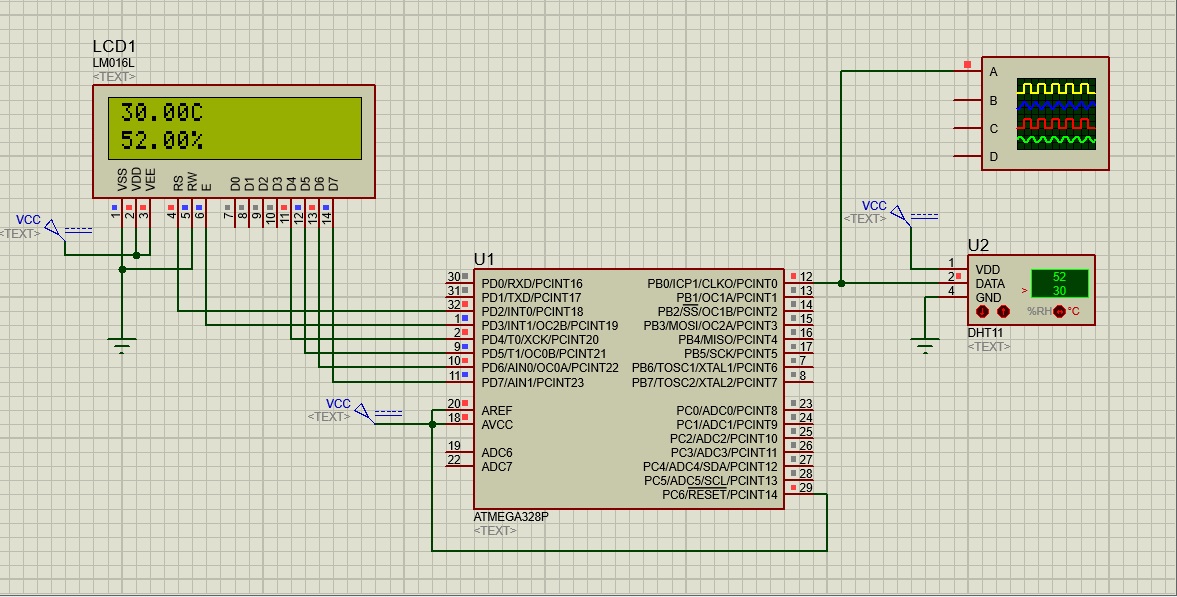 LCD1
LM016L
<TEXT>
30.00C
52.00%
VSS VDD VEE RS RW E D0 D1 D2 D3 D4 D5 D6 D7
1 2 3 4 5 6 7 8 9 10 11 12 13 14
VCC
<TEXT>
U1
30 PD0/RXD/PCINT16
31 PD1/TXD/PCINT17
32 PD2/INT0/PCINT18
1 PD3/INT1/OC2B/PCINT19
2 PD4/T0/XCK/PCINT20
9 PD5/T1/OC0B/PCINT21
10 PD6/AIN0/OC0A/PCINT22
11 PD7/AIN1/PCINT23
20 AREF
18 AVCC
19 ADC6
22 ADC7
PB0/ICP1/CLKO/PCINT0 12
PB1/OC1A/PCINT1 13
PB2/SS/OC1B/PCINT2 14
PB3/MOSI/OC2A/PCINT3 15
PB4/MISO/PCINT4 16
PB5/SCK/PCINT5 17
PB6/TOSC1/XTAL1/PCINT6 7
PB7/TOSC2/XTAL2/PCINT7 8
PC0/ADC0/PCINT8 23
PC1/ADC1/PCINT9 24
PC2/ADC2/PCINT10 25
PC3/ADC3/PCINT11 26
PC4/ADC4/SDA/PCINT12 27
PC5/ADC5/SCL/PCINT13 28
PC6/RESET/PCINT14 29
ATMEGA328P
<TEXT>
VCC
<TEXT>
A
B
C
D
VCC
<TEXT>
U2
1 VDD
2 DATA
4 GND
52
> 30
%RH °C
DHT11
<TEXT>